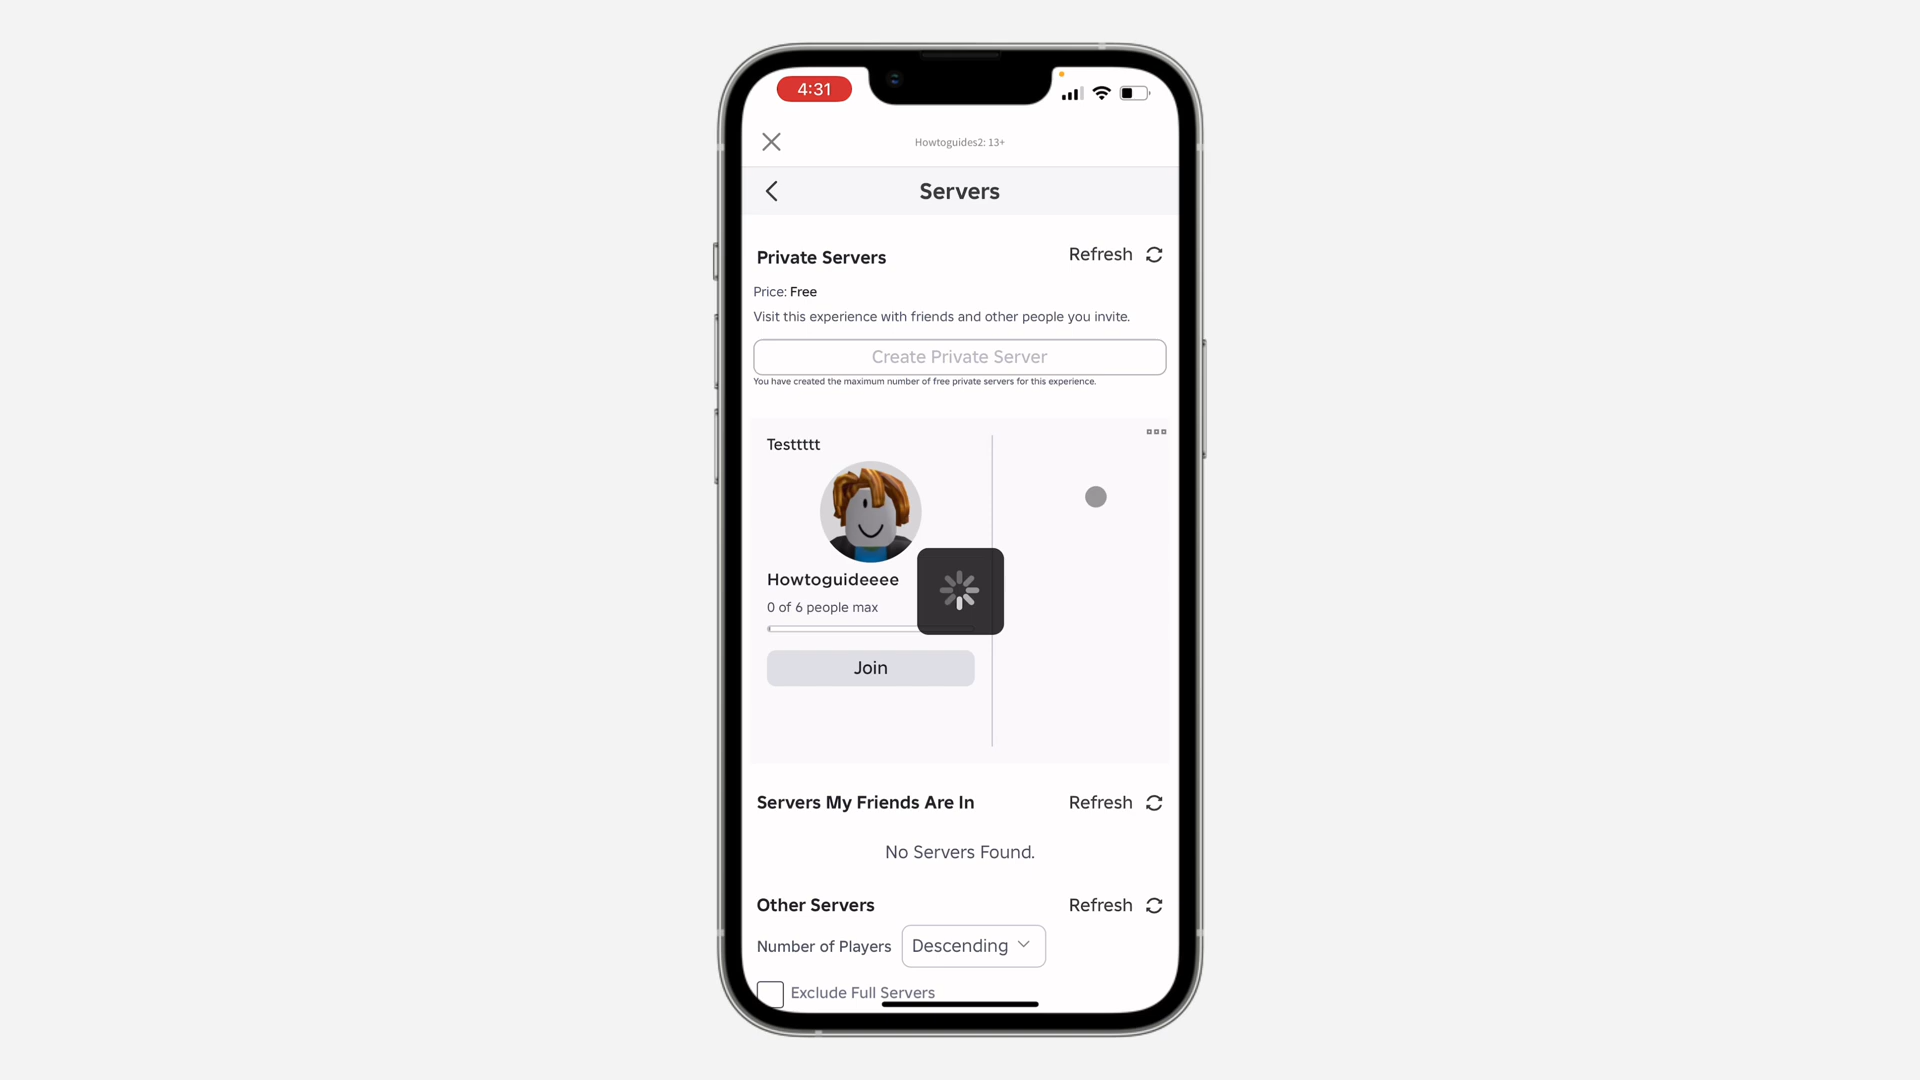 4:31
Howtoguides2: 13+
Servers
Private Servers
Refresh
Price: Free
Visit this experience with friends and other people you invite.
Create Private Server
You have created the maximum number of free private servers for this experience.
Testtttt
Howtoguideeee
0 of 6 people max
Join
Servers My Friends Are In
Refresh
No Servers Found.
Other Servers
Refresh
Number of Players
Descending
Exclude Full Servers